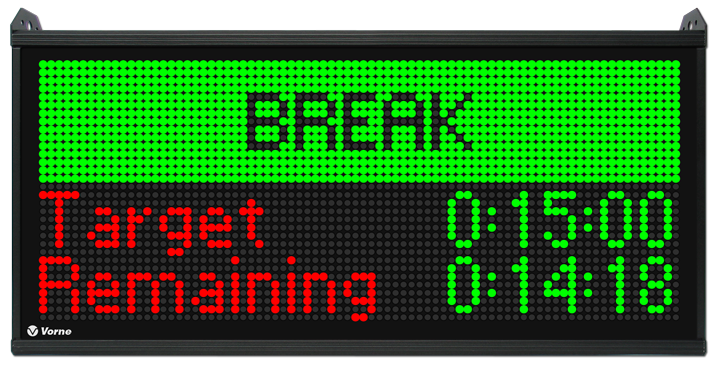 BREAK
Target 0:15:00
Remaining 0:14:18
Vorne